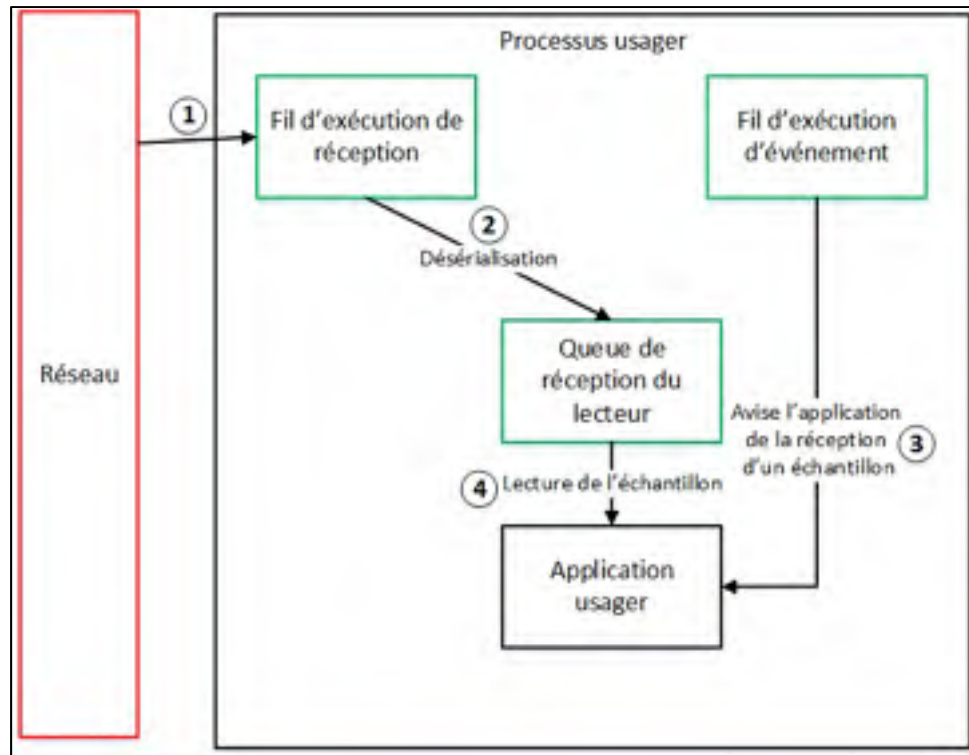 Processus usager
1
Fil d'exécution de
réception
Fil d'exécution
d'événement
2
Désérialisation
Réseau
Queue de
réception du
lecteur
Avise l'application
de la réception
d'un échantillon
3
4
Lecture de l'échantillon
Application
usager